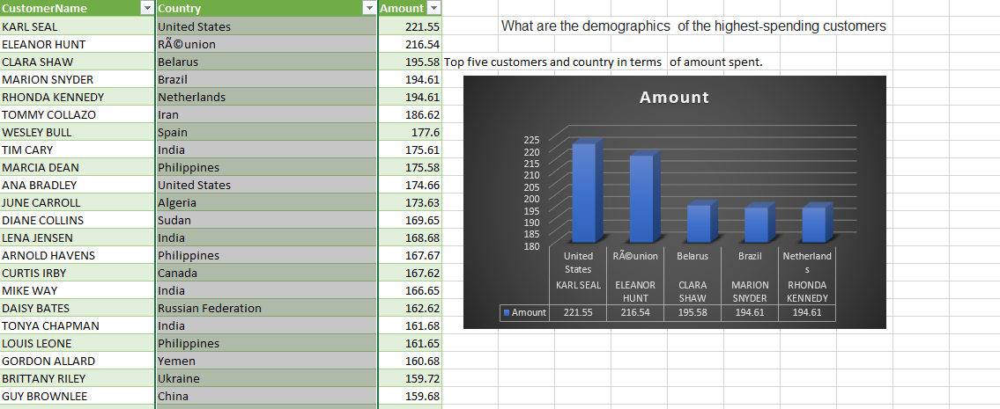 CustomerName Country Amount
KARL SEAL United States 221.55
ELEANOR HUNT RÃ©union 216.54
CLARA SHAW Belarus 195.58
MARION SNYDER Brazil 194.61
RHONDA KENNEDY Netherlands 194.61
TOMMY COLLAZO Iran 186.62
WESLEY BULL Spain 177.6
TIM CARY India 175.61
MARCIA DEAN Philippines 175.58
ANA BRADLEY United States 174.66
JUNE CARROLL Algeria 173.63
DIANE COLLINS Sudan 169.65
LENA JENSEN India 168.68
ARNOLD HAVENS Philippines 167.67
CURTIS IRBY Canada 167.62
MIKE WAY India 166.65
DAISY BATES Russian Federation 162.62
TONYA CHAPMAN India 161.68
LOUIS LEONE Philippines 161.65
GORDON ALLARD Yemen 160.68
BRITTANY RILEY Ukraine 159.72
GUY BROWNLEE China 159.68
What are the demographics of the highest-spending customers
Top five customers and country in terms of amount spent.
Amount
225
220
215
210
205
200
195
190
185
180
United RÃ©union Belarus Brazil Netherland
States s
KARL SEAL ELEANOR CLARA MARION RHONDA
HUNT SHAW SNYDER KENNEDY
Amount 221.55 216.54 195.58 194.61 194.61